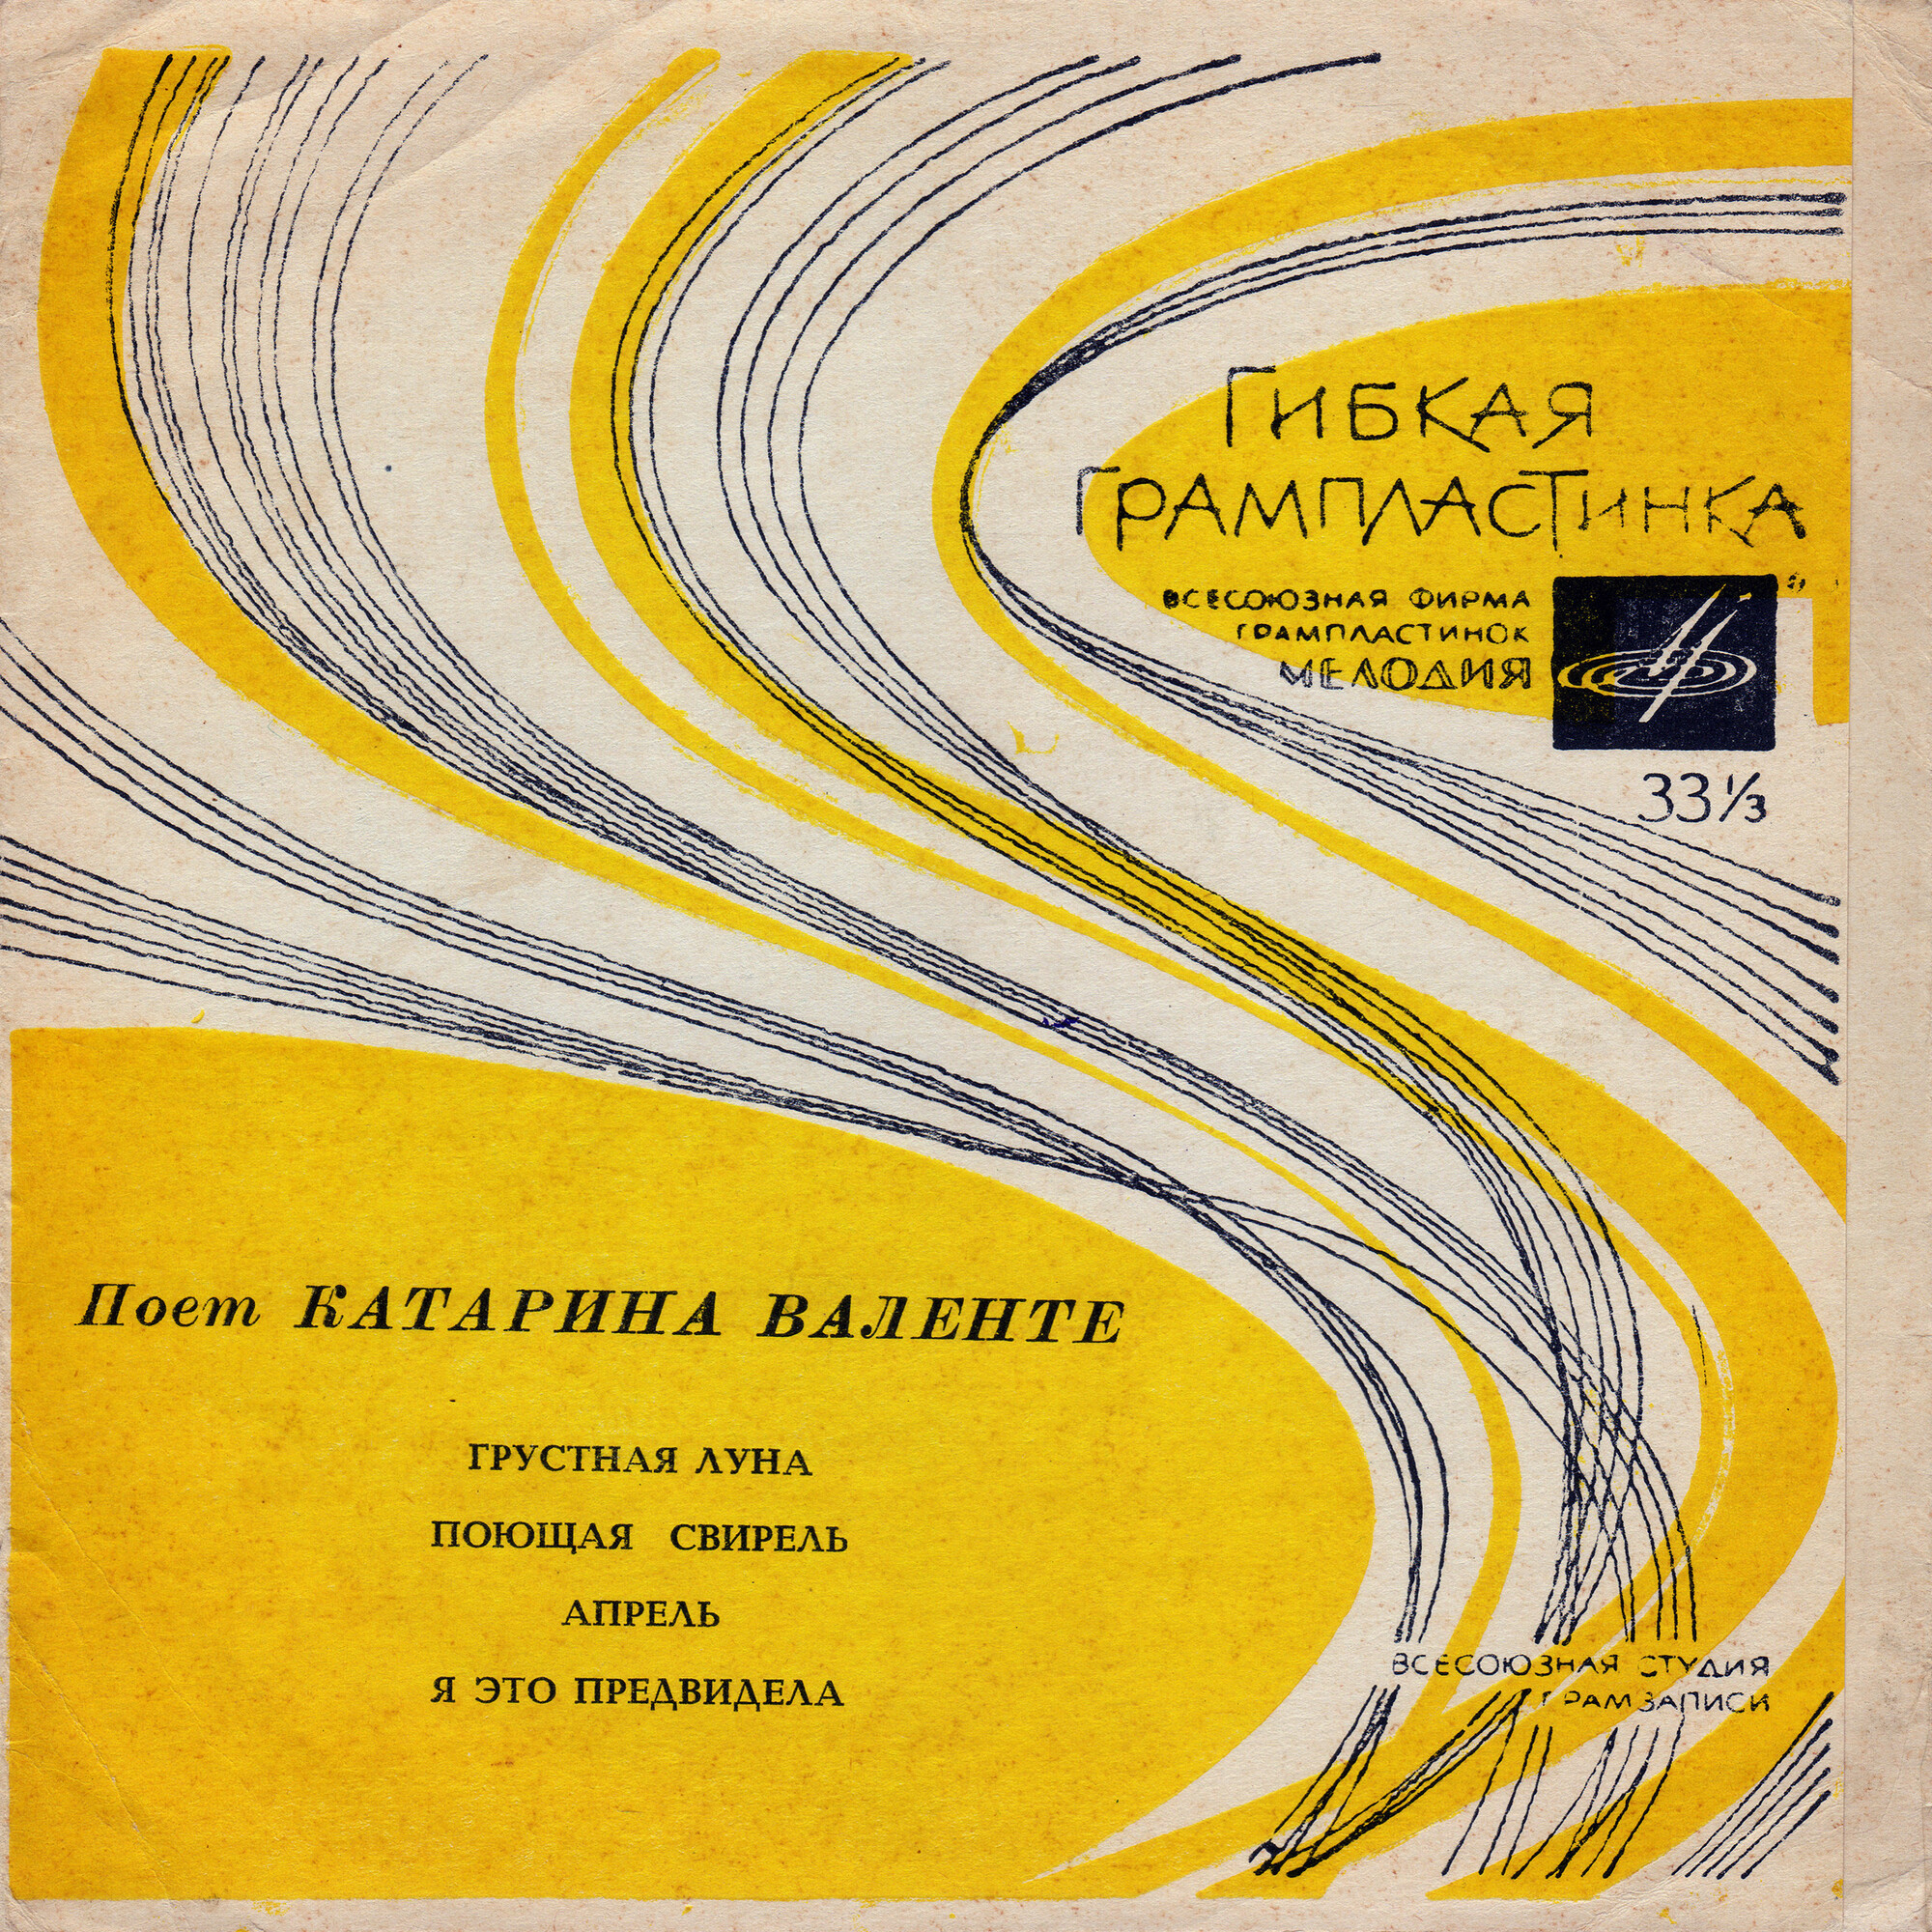 ГИБКАЯ
ГРАМПЛАСТИНКА
ВСЕСОЮЗНАЯ ФИРМА
ГРАМПЛАСТИНОК
МЕЛОДИЯ
33⅓
Поет КАТАРИНА ВАЛЕНТЕ
ГРУСТНАЯ ЛУНА
ПОЮЩАЯ СВИРЕЛЬ
АПРЕЛЬ
Я ЭТО ПРЕДВИДЕЛА
ВСЕСОЮЗНАЯ СТУДИЯ
ГРАМЗАПИСИ